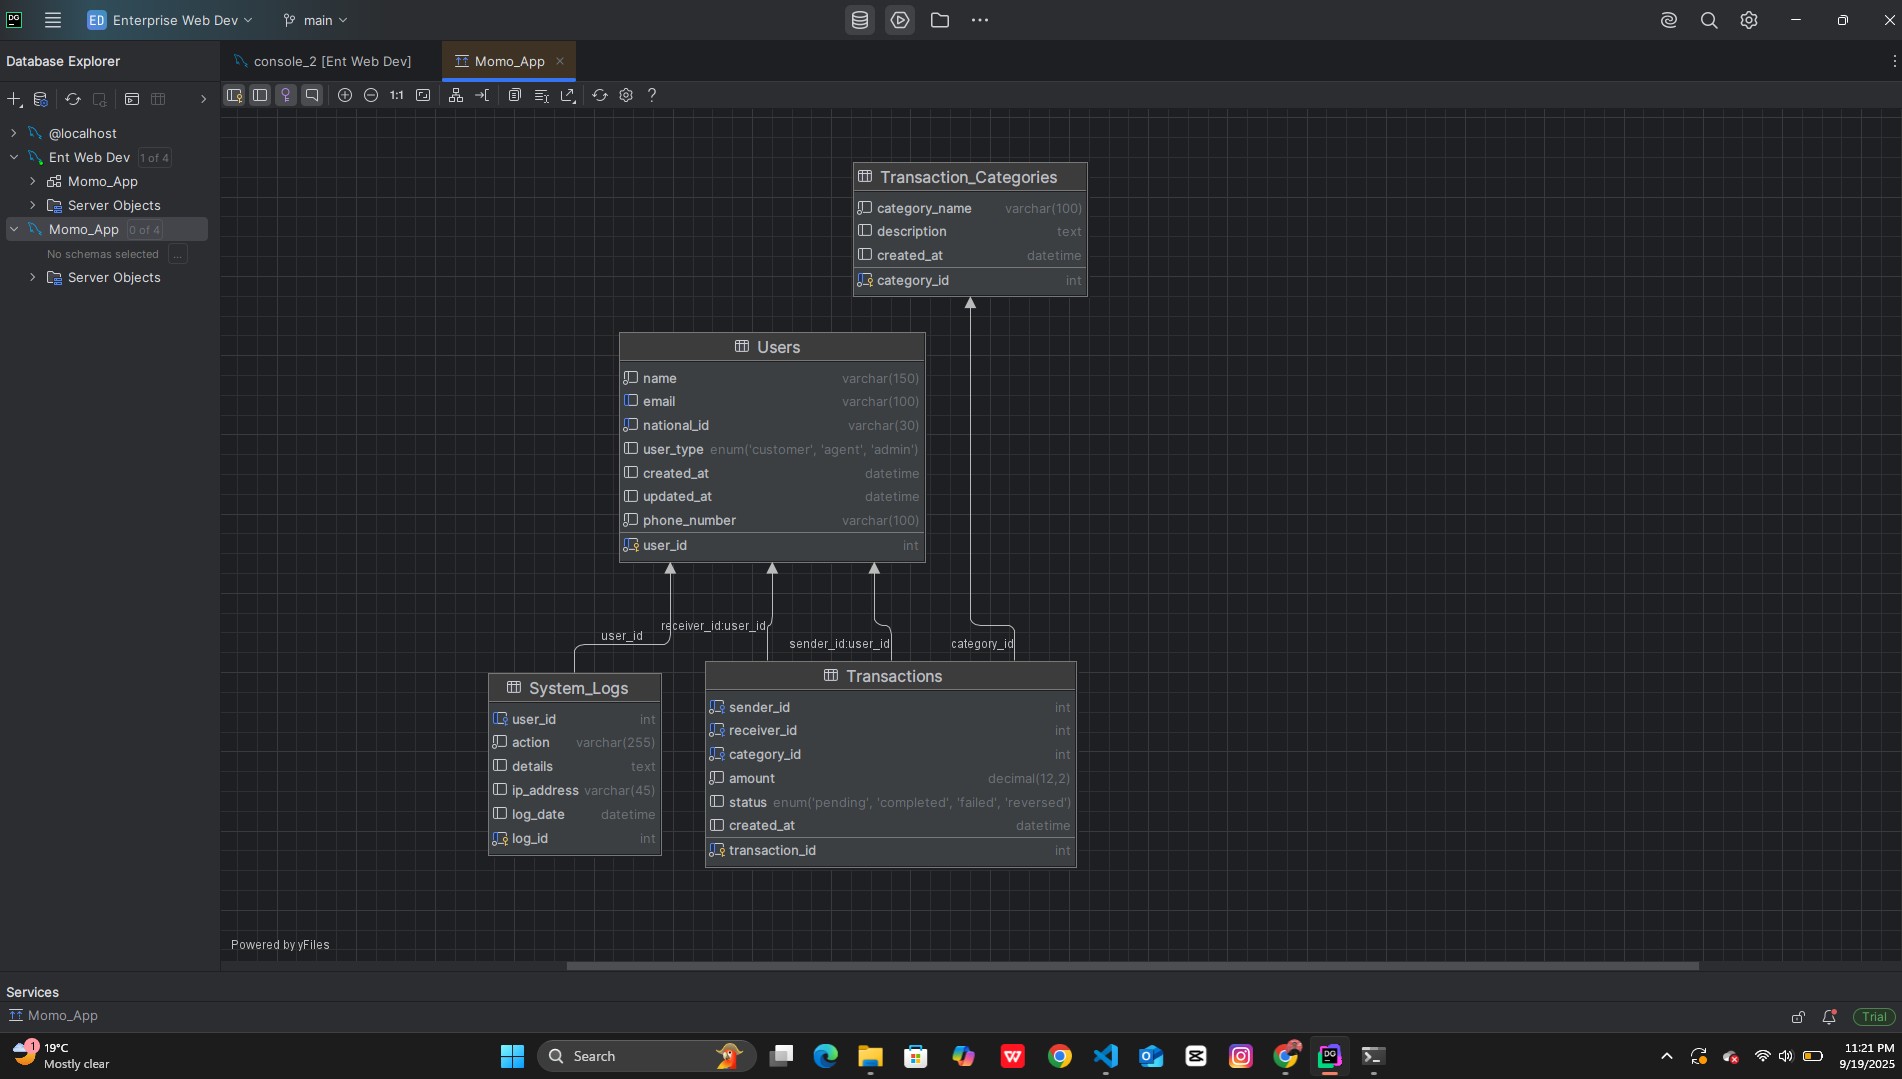 DG
ED Enterprise Web Dev
main
Database Explorer
console_2 [Ent Web Dev]
Momo_App
1:1
?
@localhost
Ent Web Dev 1 of 4
Momo_App
Server Objects
Momo_App 0 of 4
No schemas selected ...
Server Objects
Transaction_Categories
category_name varchar(100)
description text
created_at datetime
category_id int
Users
name varchar(150)
email varchar(100)
national_id varchar(30)
user_type enum('customer', 'agent', 'admin')
created_at datetime
updated_at datetime
phone_number varchar(100)
user_id int
user_id
receiver_id:user_id
sender_id:user_id
category_id
System_Logs
user_id int
action varchar(255)
details text
ip_address varchar(45)
log_date datetime
log_id int
Transactions
sender_id int
receiver_id int
category_id int
amount decimal(12,2)
status enum('pending', 'completed', 'failed', 'reversed')
created_at datetime
transaction_id int
Powered by yFiles
Services
Momo_App
Trial
1
19°C
Mostly clear
Search
W
DG
11:21 PM
9/19/2025